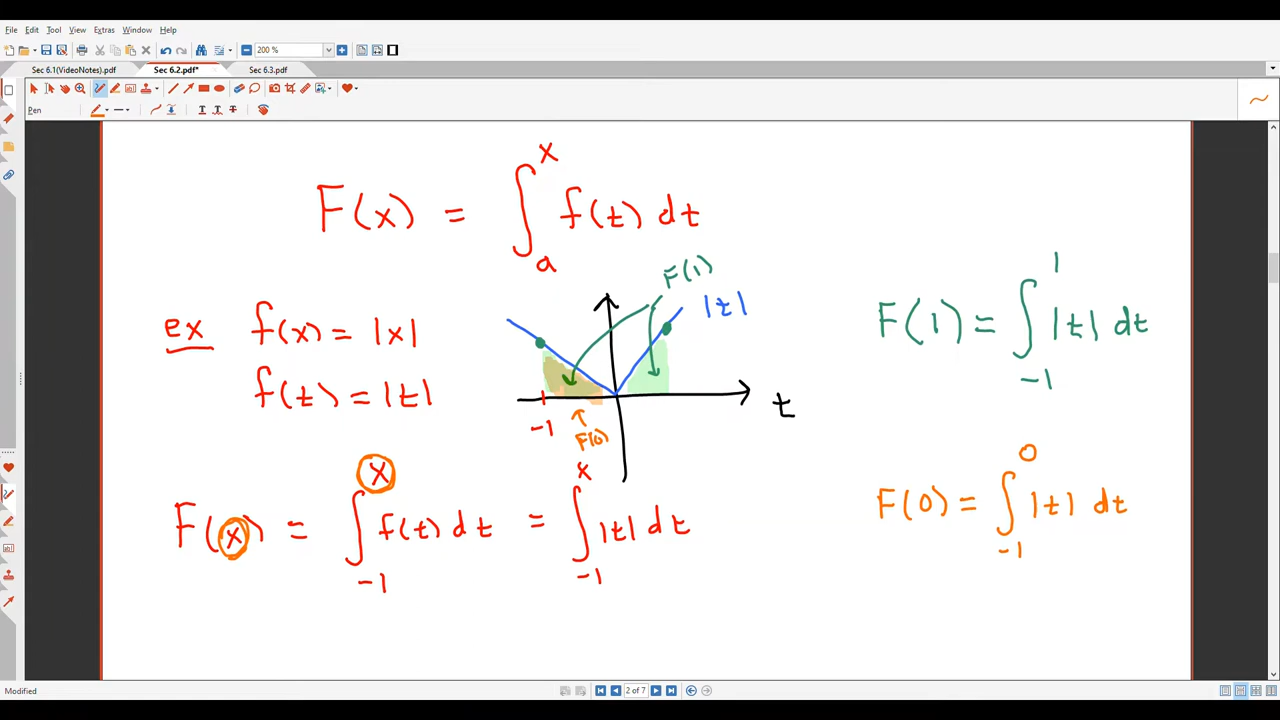 File Edit Tool View Extras Window Help
200 %
Sec 6.1(VideoNotes).pdf Sec 6.2.pdf* Sec 6.3.pdf
Pen
F(x) = ∫_a^x f(t) dt
F(1)
|t|
ex f(x) = |x|
F(1) = ∫_{-1}^1 |t| dt
f(t) = |t|
t
-1
F(0)
F(x) = ∫_{-1}^x f(t) dt = ∫_{-1}^x |t| dt
F(0) = ∫_{-1}^0 |t| dt
Modified
2 of 7